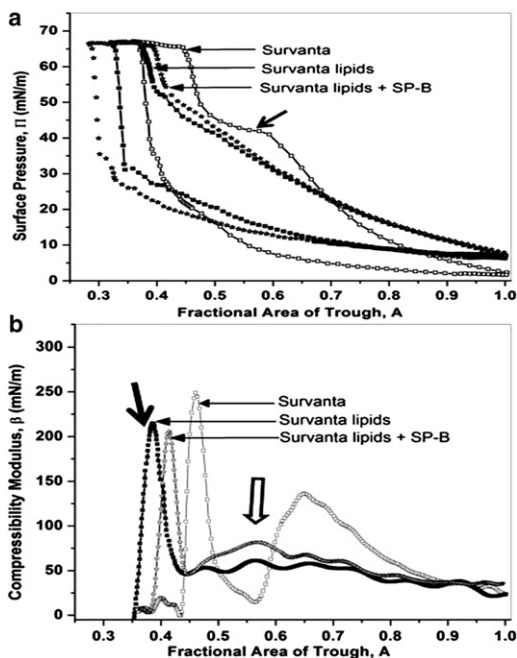 a
70
60
50
40
30
20
10
0
Surface Pressure, Π (mN/m)
Survanta
Survanta lipids
Survanta lipids + SP-B
0.3 0.4 0.5 0.6 0.7 0.8 0.9 1.0
Fractional Area of Trough, A
b
300
250
200
150
100
50
0
Compressibility Modulus, β (mN/m)
Survanta
Survanta lipids
Survanta lipids + SP-B
0.3 0.4 0.5 0.6 0.7 0.8 0.9 1.0
Fractional Area of Trough, A